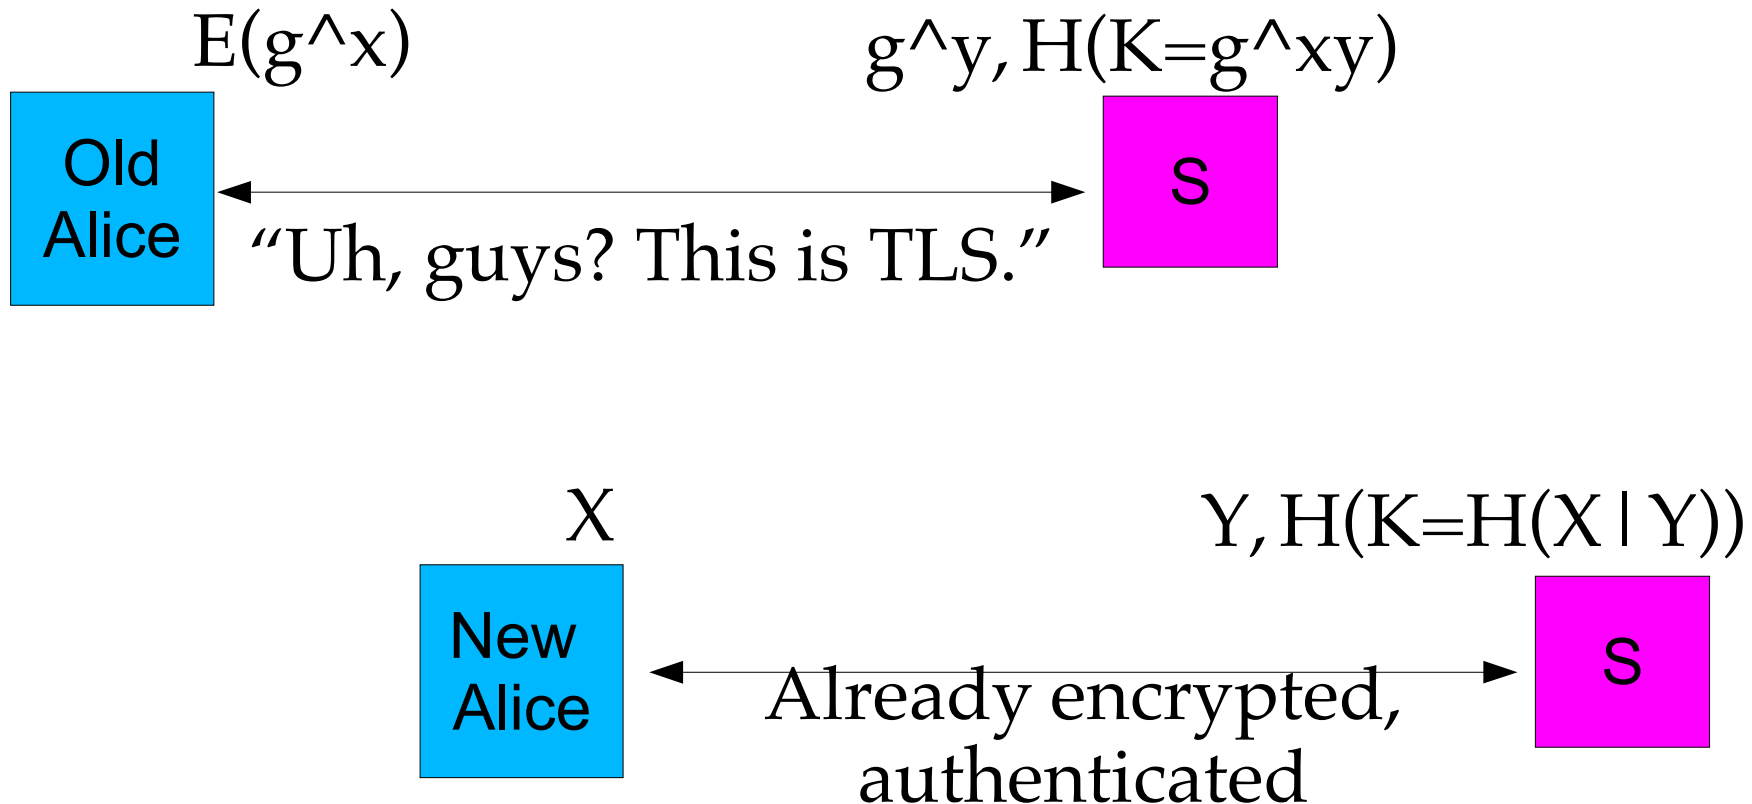 E(g^x)
g^y, H(K=g^xy)
Old
Alice
S
“Uh, guys? This is TLS.”
X
Y, H(K=H(X|Y))
New
Alice
S
Already encrypted,
authenticated